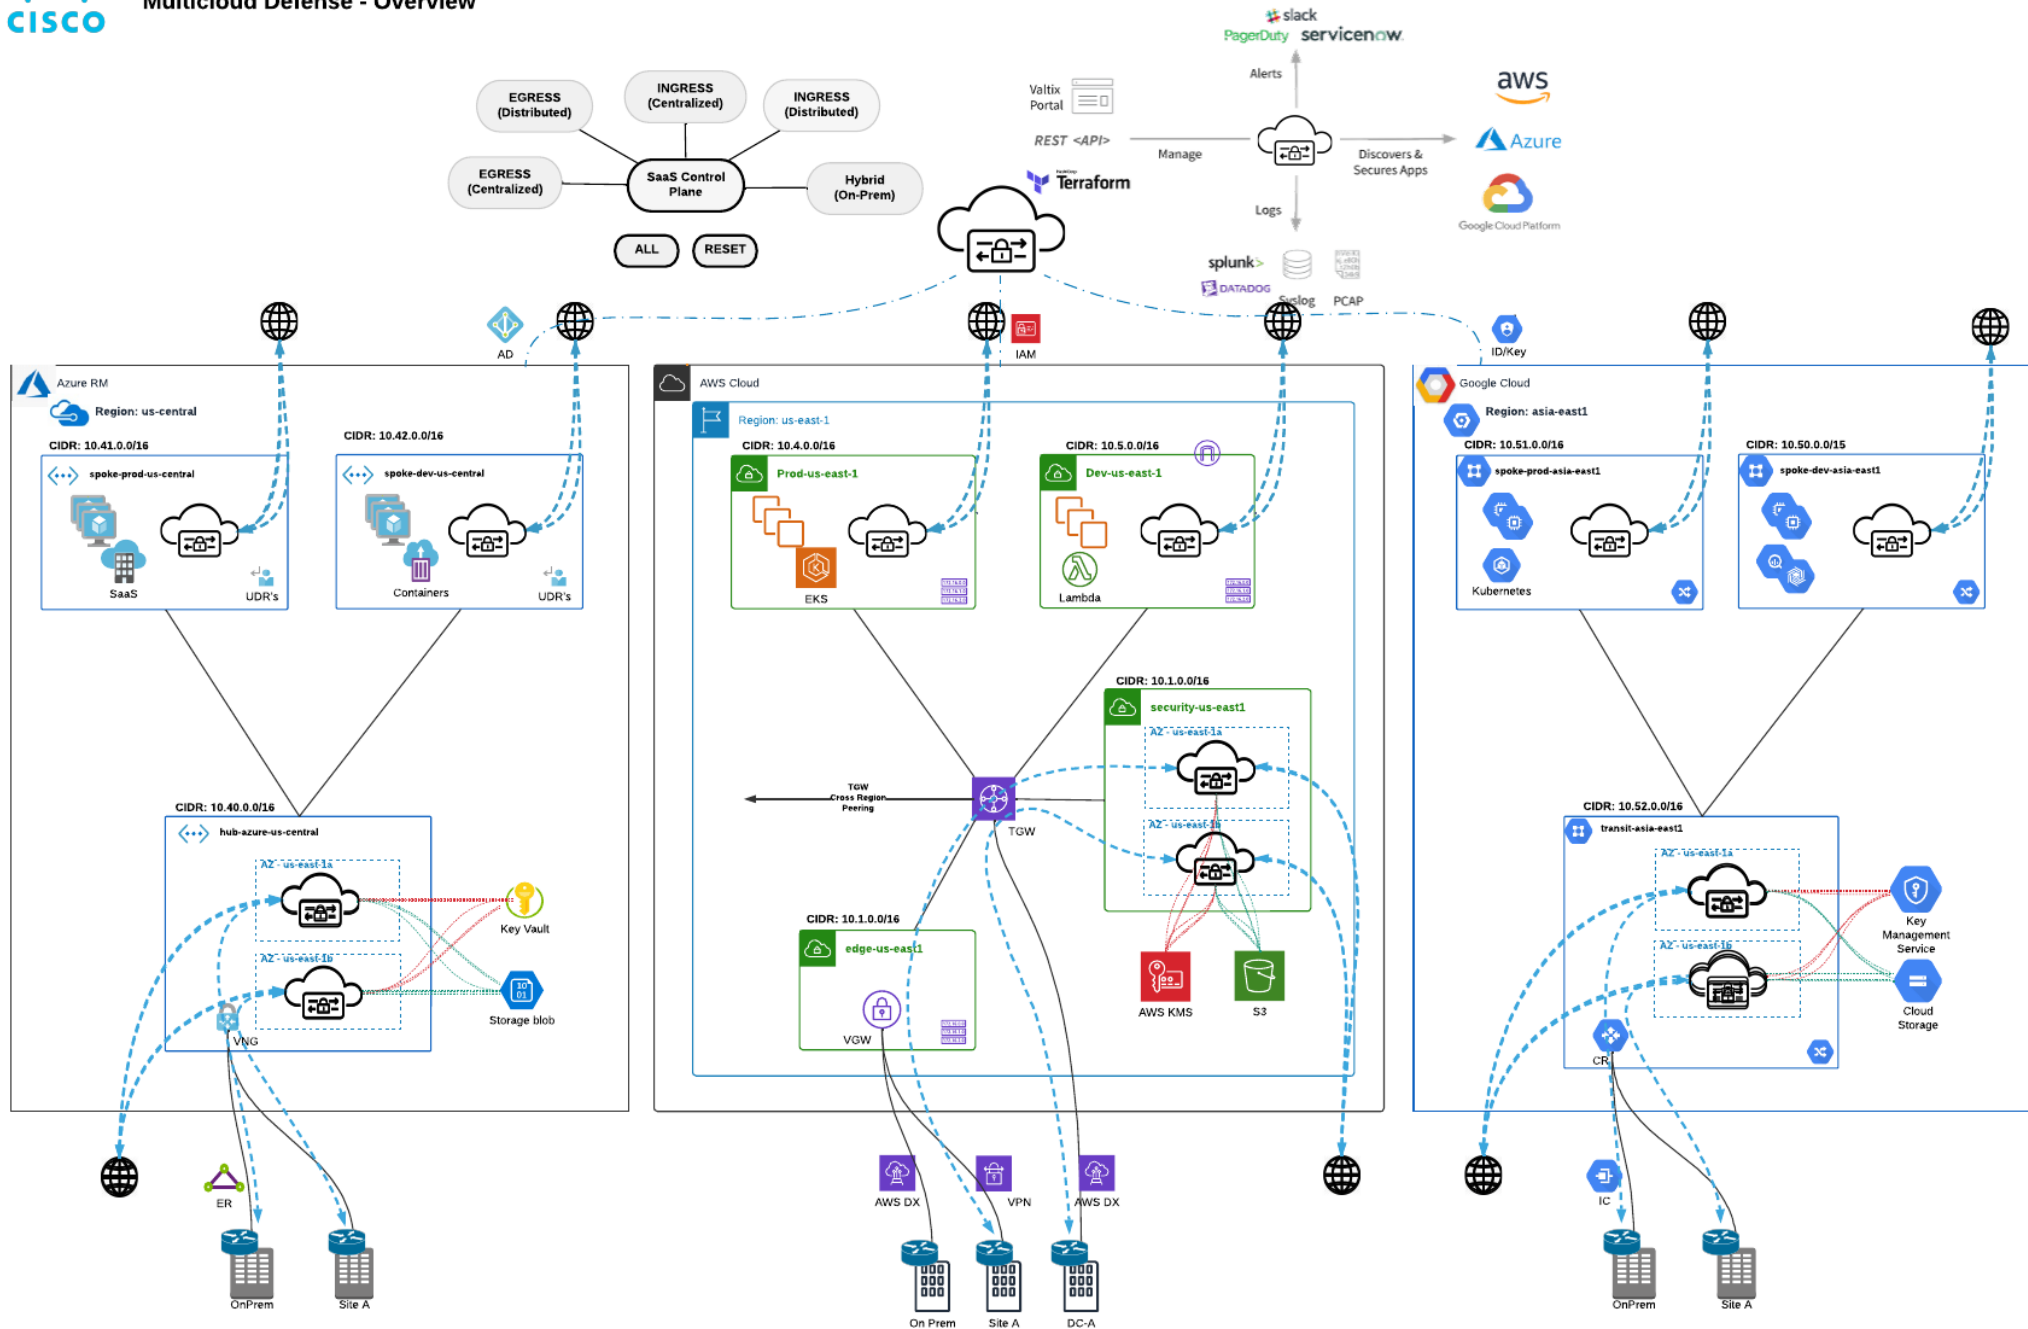 CISCO
Multicloud Defense - Overview
slack
PagerDuty servicenow.
Alerts
Valtix
Portal
REST <API>
Manage
HashiCorp
Terraform
Discovers &
Secures Apps
Logs
aws
Azure
Google Cloud Platform
splunk>
DATADOG
Syslog
PCAP
EGRESS
(Distributed)
INGRESS
(Centralized)
INGRESS
(Distributed)
EGRESS
(Centralized)
SaaS Control
Plane
Hybrid
(On-Prem)
ALL
RESET
AD
IAM
ID/Key
Azure RM
Region: us-central
CIDR: 10.41.0.0/16
spoke-prod-us-central
SaaS
UDR's
CIDR: 10.42.0.0/16
spoke-dev-us-central
Containers
UDR's
CIDR: 10.40.0.0/16
hub-azure-us-central
AZ - us-east-1a
AZ - us-east-1b
VNG
Key Vault
10
01
Storage blob
ER
OnPrem
Site A
AWS Cloud
Region: us-east-1
CIDR: 10.4.0.0/16
Prod-us-east-1
EKS
CIDR: 10.5.0.0/16
Dev-us-east-1
Lambda
CIDR: 10.1.0.0/16
security-us-east1
AZ - us-east-1a
AZ - us-east-1b
TGW
Cross Region
Peering
TGW
CIDR: 10.1.0.0/16
edge-us-east1
VGW
AWS KMS
S3
AWS DX
VPN
AWS DX
On Prem
Site A
DC-A
Google Cloud
Region: asia-east1
CIDR: 10.51.0.0/16
spoke-prod-asia-east1
Kubernetes
CIDR: 10.50.0.0/15
spoke-dev-asia-east1
CIDR: 10.52.0.0/16
transit-asia-east1
AZ - us-east-1a
AZ - us-east-1b
CR
Key
Management
Service
Cloud
Storage
IC
OnPrem
Site A